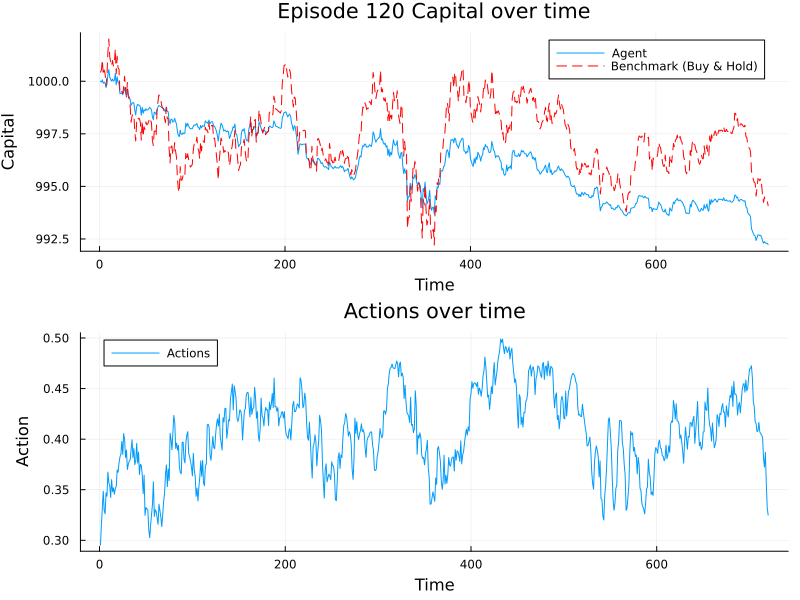 Episode 120 Capital over time
Agent
Benchmark (Buy & Hold)
1000.0
997.5
995.0
992.5
Capital
0 200 400 600
Time
Actions over time
Actions
0.50
0.45
0.40
0.35
0.30
Action
0 200 400 600
Time